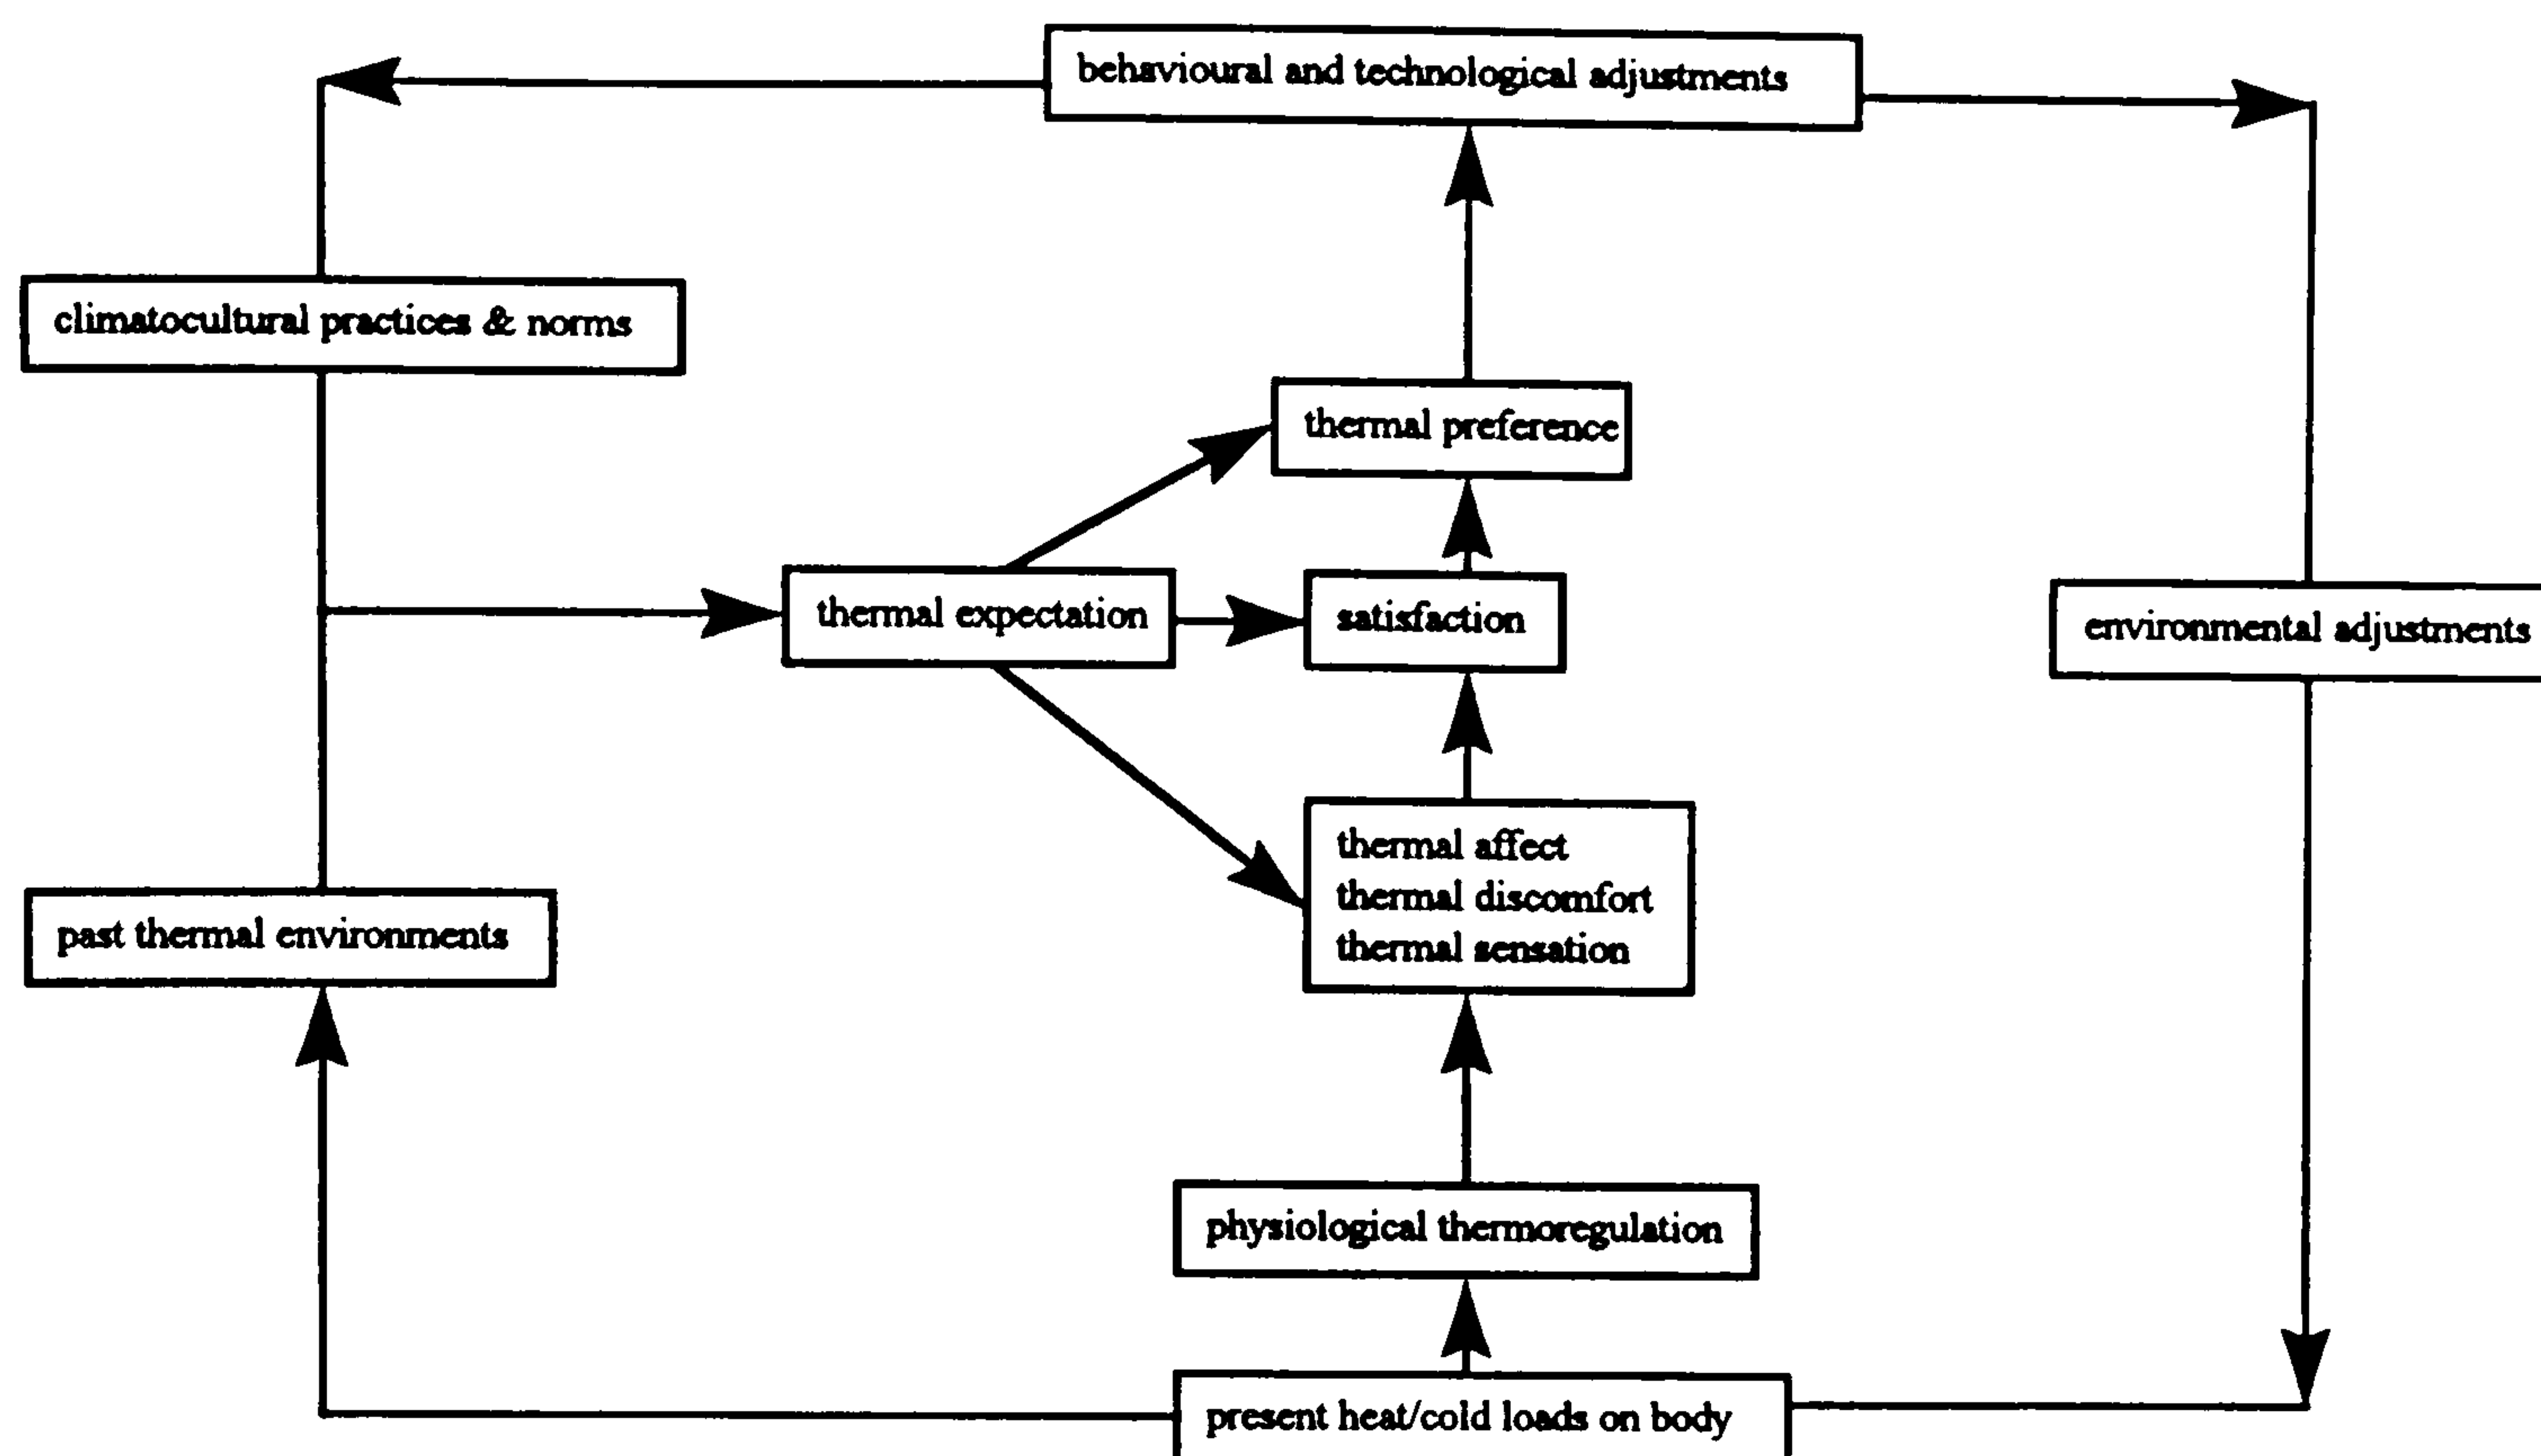 behavioural and technological adjustments
climatocultural practices & norms
thermal preference
thermal expectation
satisfaction
environmental adjustments
thermal affect
thermal discomfort
thermal sensation
past thermal environments
physiological thermoregulation
present heat/cold loads on body